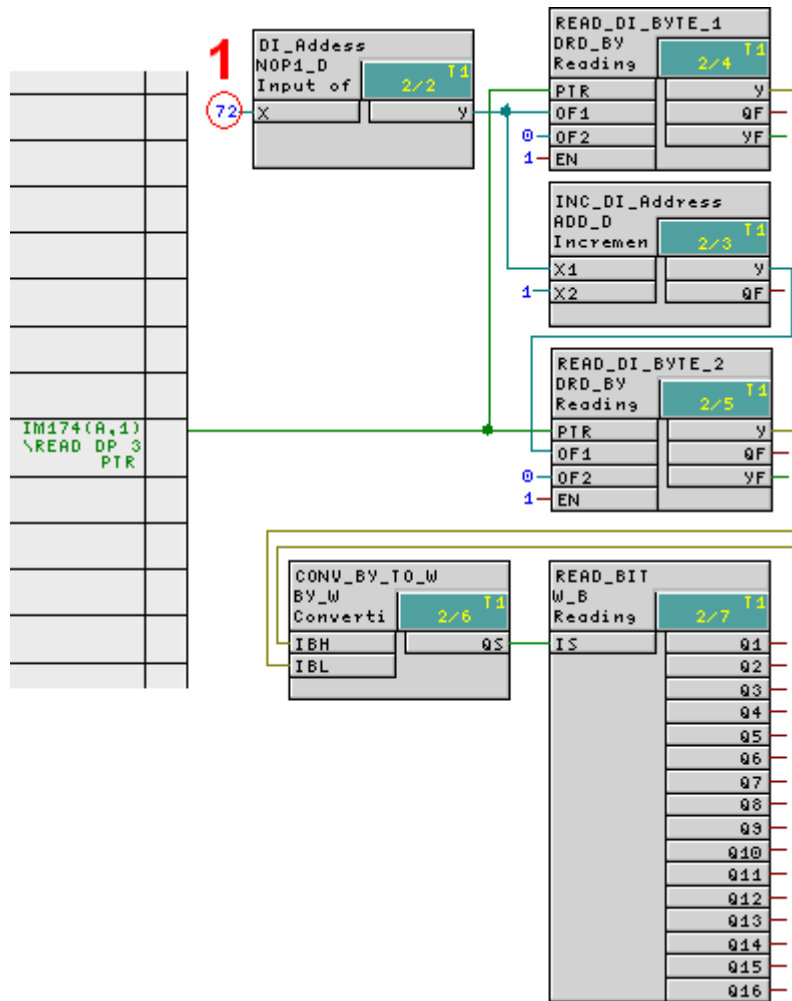 1
DI_Addess
NOP1_D
Input of
T1
2/2
72
X
Y
READ_DI_BYTE_1
DRD_BY
Reading
T1
2/4
PTR
Y
OF1
QF
0
OF2
YF
1
EN
INC_DI_Address
ADD_D
Incremen
T1
2/3
X1
Y
1
X2
QF
READ_DI_BYTE_2
DRD_BY
Reading
T1
2/5
IM174(A,1)
\READ DP 3
PTR
PTR
Y
OF1
QF
0
OF2
YF
1
EN
CONV_BY_TO_W
BY_W
Converti
T1
2/6
IBH
QS
IBL
READ_BIT
W_B
Reading
T1
2/7
IS
Q1
Q2
Q3
Q4
Q5
Q6
Q7
Q8
Q9
Q10
Q11
Q12
Q13
Q14
Q15
Q16